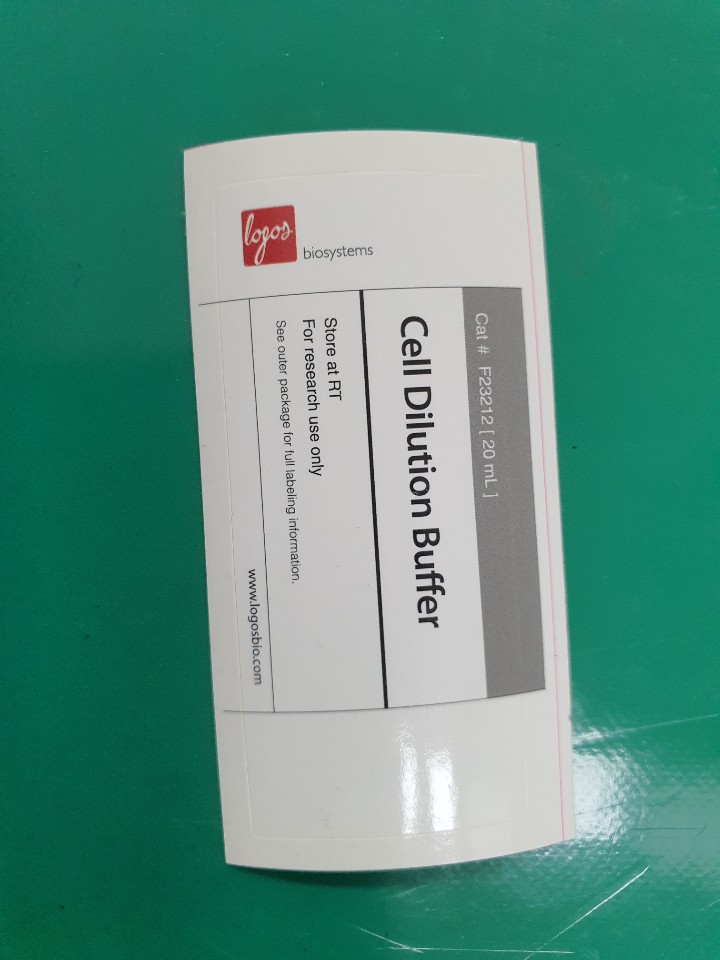 logos
biosystems
Cat # F23212 [ 20 mL ]
Cell Dilution Buffer
Store at RT
For research use only
See outer package for full labeling information.
www.logosbio.com